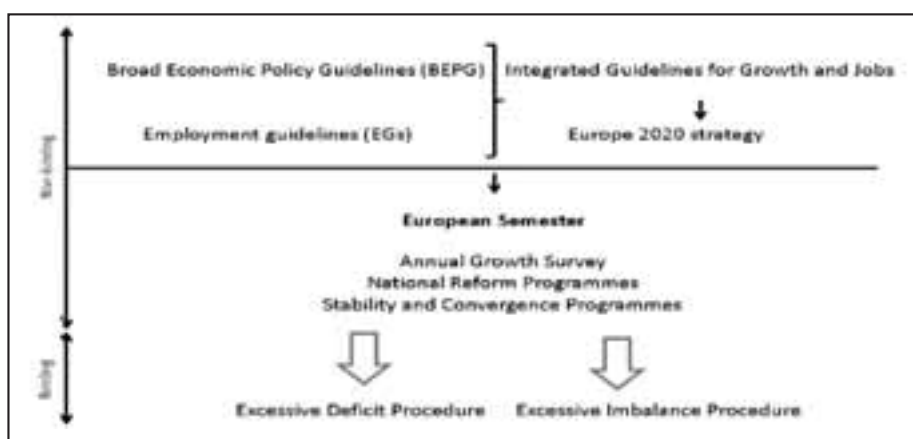 Broad Economic Policy Guidelines (BEPG)
Integrated Guidelines for Growth and Jobs
Employment guidelines (EGs)
Europe 2020 strategy
European Semester
Annual Growth Survey
National Reform Programmes
Stability and Convergence Programmes
Excessive Deficit Procedure
Excessive Imbalance Procedure
Binding